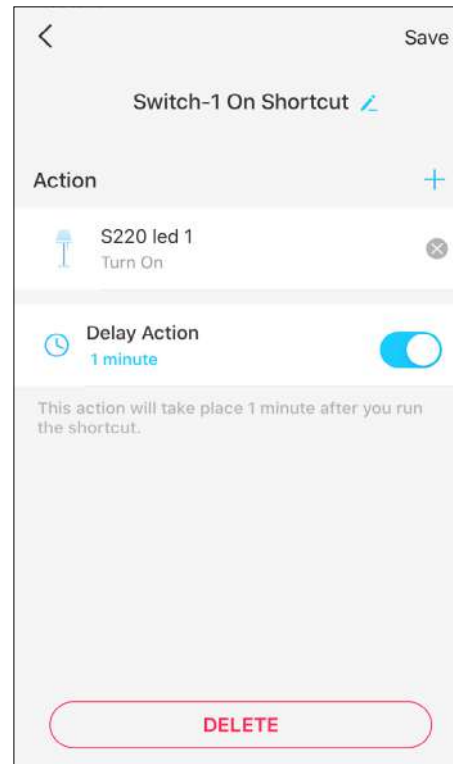 Save
Switch-1 On Shortcut
Action
S220 led 1
Turn On
Delay Action
1 minute
This action will take place 1 minute after you run
the shortcut.
DELETE